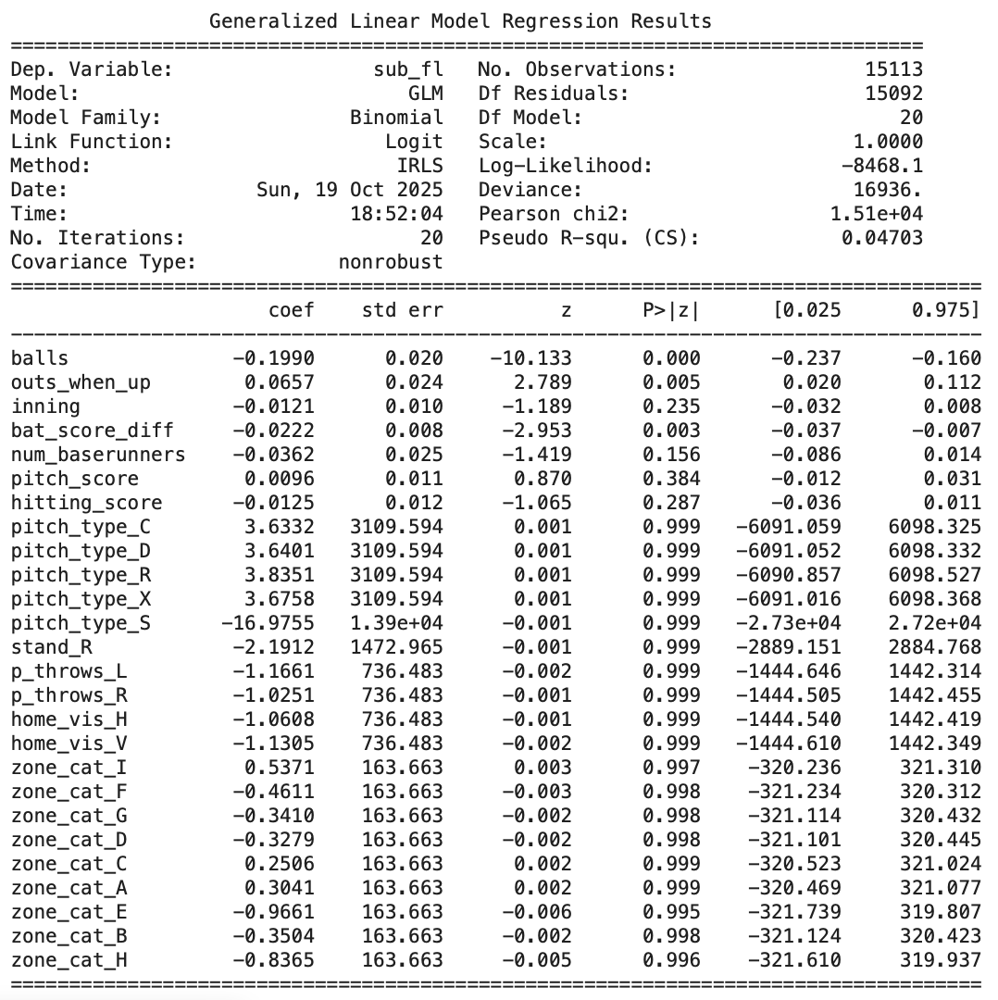 Generalized Linear Model Regression Results
==============================================================================
Dep. Variable:                 sub_fl   No. Observations:                15113
Model:                            GLM   Df Residuals:                    15092
Model Family:                Binomial   Df Model:                           20
Link Function:                  Logit   Scale:                          1.0000
Method:                          IRLS   Log-Likelihood:                -8468.1
Date:                Sun, 19 Oct 2025   Deviance:                       16936.
Time:                        18:52:04   Pearson chi2:                 1.51e+04
No. Iterations:                    20   Pseudo R-squ. (CS):            0.04703
Covariance Type:            nonrobust
===================================================================================
                      coef    std err          z      P>|z|      [0.025      0.975]
-----------------------------------------------------------------------------------
balls              -0.1990      0.020    -10.133      0.000      -0.237      -0.160
outs_when_up        0.0657      0.024      2.789      0.005       0.020       0.112
inning             -0.0121      0.010     -1.189      0.235      -0.032       0.008
bat_score_diff     -0.0222      0.008     -2.953      0.003      -0.037      -0.007
num_baserunners    -0.0362      0.025     -1.419      0.156      -0.086       0.014
pitch_score         0.0096      0.011      0.870      0.384      -0.012       0.031
hitting_score      -0.0125      0.012     -1.065      0.287      -0.036       0.011
pitch_type_C        3.6332   3109.594      0.001      0.999   -6091.059    6098.325
pitch_type_D        3.6401   3109.594      0.001      0.999   -6091.052    6098.332
pitch_type_R        3.8351   3109.594      0.001      0.999   -6090.857    6098.527
pitch_type_X        3.6758   3109.594      0.001      0.999   -6091.016    6098.368
pitch_type_S      -16.9755   1.39e+04     -0.001      0.999   -2.73e+04    2.72e+04
stand_R            -2.1912   1472.965     -0.001      0.999   -2889.151    2884.768
p_throws_L         -1.1661    736.483     -0.002      0.999   -1444.646    1442.314
p_throws_R         -1.0251    736.483     -0.001      0.999   -1444.505    1442.455
home_vis_H         -1.0608    736.483     -0.001      0.999   -1444.540    1442.419
home_vis_V         -1.1305    736.483     -0.002      0.999   -1444.610    1442.349
zone_cat_I          0.5371    163.663      0.003      0.997    -320.236     321.310
zone_cat_F         -0.4611    163.663     -0.003      0.998    -321.234     320.312
zone_cat_G         -0.3410    163.663     -0.002      0.998    -321.114     320.432
zone_cat_D         -0.3279    163.663     -0.002      0.998    -321.101     320.445
zone_cat_C          0.2506    163.663      0.002      0.999    -320.523     321.024
zone_cat_A          0.3041    163.663      0.002      0.999    -320.469     321.077
zone_cat_E         -0.9661    163.663     -0.006      0.995    -321.739     319.807
zone_cat_B         -0.3504    163.663     -0.002      0.998    -321.124     320.423
zone_cat_H         -0.8365    163.663     -0.005      0.996    -321.610     319.937
===================================================================================